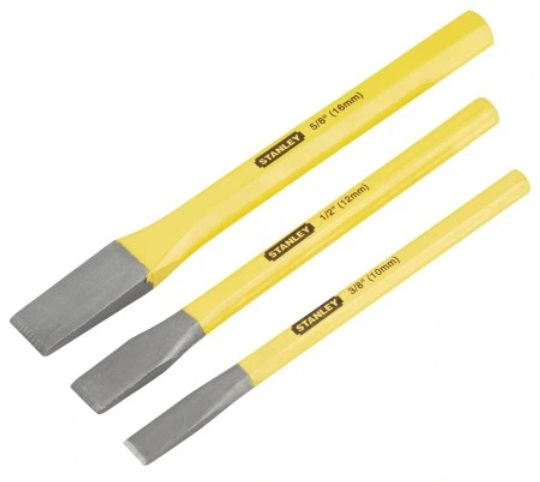 STANLEY 5/8" (16mm)
STANLEY 1/2" (12mm)
STANLEY 3/8" (10mm)